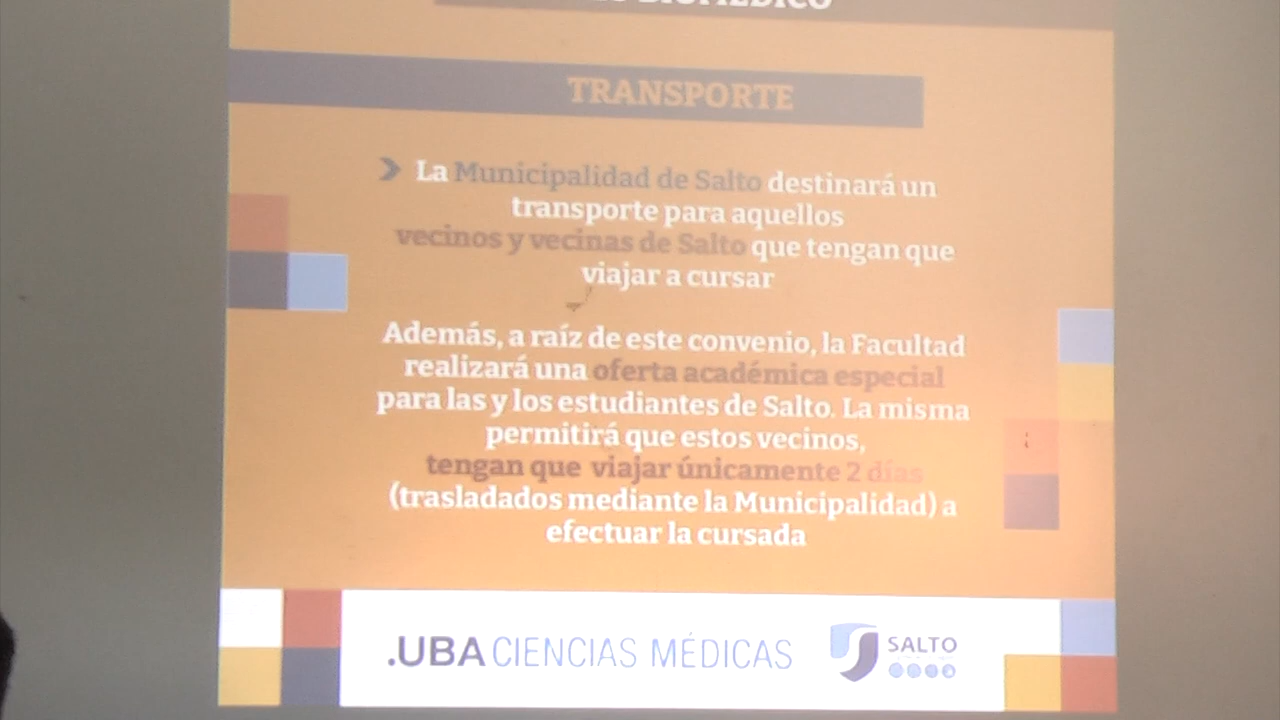 BIOMÉDICO
TRANSPORTE
La Municipalidad de Salto destinará un
transporte para aquellos
vecinos y vecinas de Salto que tengan que
viajar a cursar
Además, a raíz de este convenio, la Facultad
realizará una oferta académica especial
para las y los estudiantes de Salto. La misma
permitirá que estos vecinos,
tengan que viajar únicamente 2 días
(trasladados mediante la Municipalidad) a
efectuar la cursada
.UBA CIENCIAS MÉDICAS
SALTO